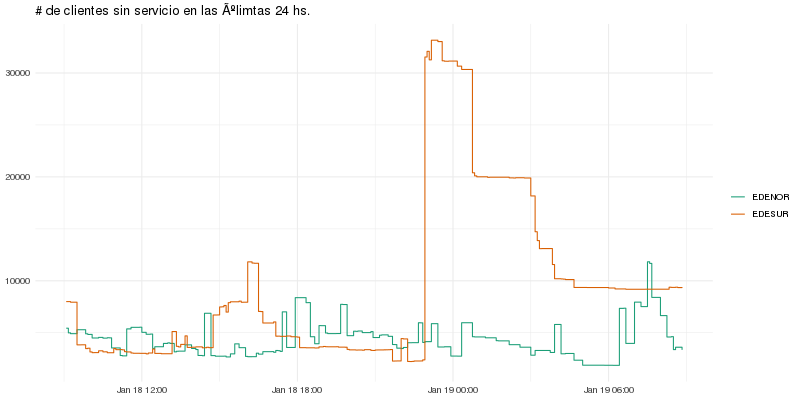 # de clientes sin servicio en las Ãºlimtas 24 hs.
30000
20000
10000
EDENOR
EDESUR
Jan 18 12:00
Jan 18 18:00
Jan 19 00:00
Jan 19 06:00